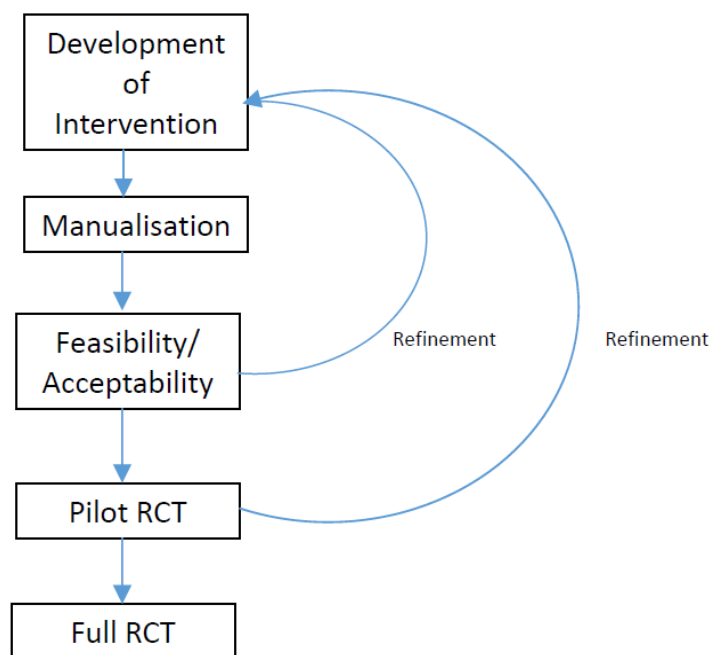 Development
of
Intervention
Manualisation
Feasibility/
Acceptability
Refinement
Refinement
Pilot RCT
Full RCT